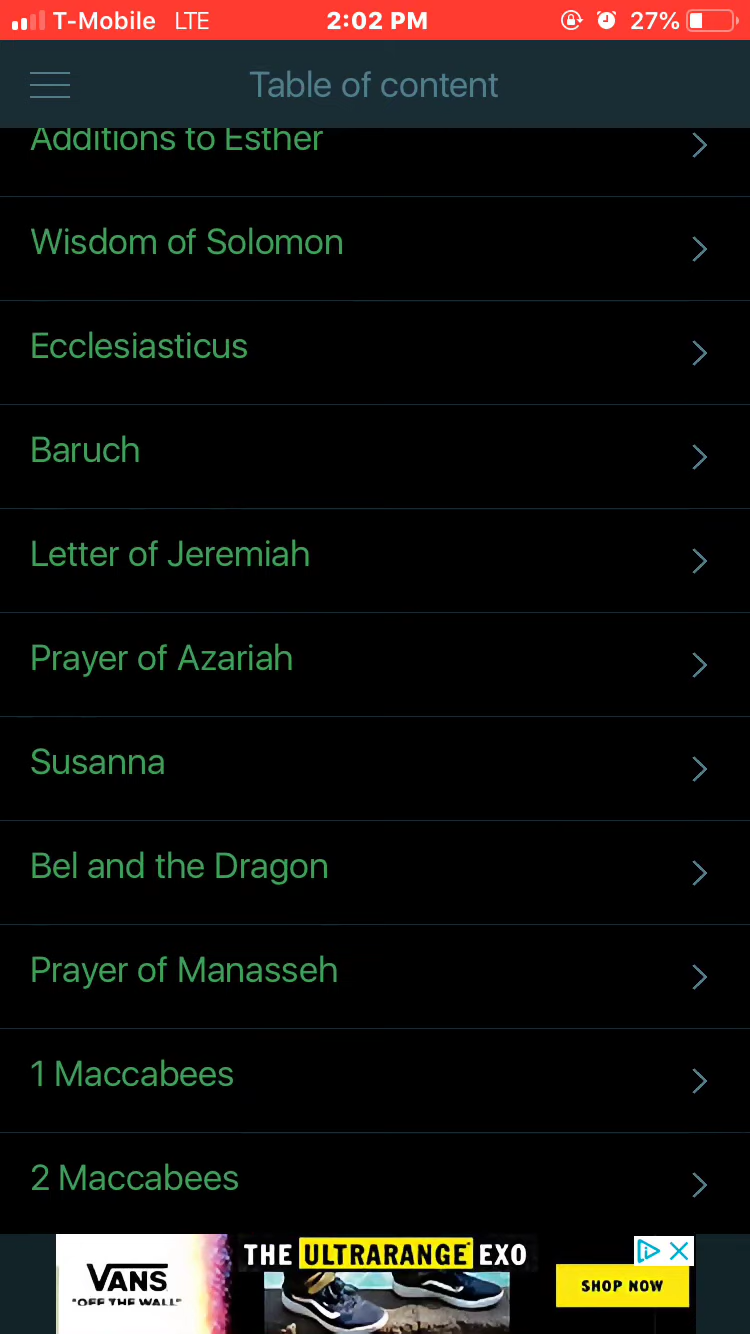 T-Mobile LTE 2:02 PM 27%
Table of content
Additions to Esther
Wisdom of Solomon
Ecclesiasticus
Baruch
Letter of Jeremiah
Prayer of Azariah
Susanna
Bel and the Dragon
Prayer of Manasseh
1 Maccabees
2 Maccabees
THE ULTRARANGE EXO
VANS
"OFF THE WALL"
SHOP NOW